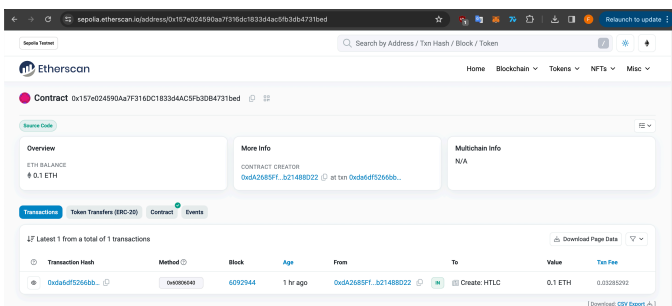 sepolia.etherscan.io/address/0x157e024590aa7f316dc1833d4ac5fb3db4731bed
Relaunch to update
Sepolia Testnet
Search by Address / Txn Hash / Block / Token
/
Etherscan
Home Blockchain Tokens NFTs Misc
Contract 0x157e024590Aa7F316DC1833d4AC5Fb3DB4731bed
Source Code
Overview
ETH BALANCE
0.1 ETH
More Info
CONTRACT CREATOR
0xdA2685Ff...b21488D22 at txn 0xda6df5266bb...
Multichain Info
N/A
Transactions Token Transfers (ERC-20) Contract Events
Latest 1 from a total of 1 transactions
Download Page Data
Transaction Hash Method Block Age From To Value Txn Fee
0xda6df5266bb... 0x60806040 6092944 1 hr ago 0xdA2685Ff...b21488D22 IN Create: HTLC 0.1 ETH 0.03285292
[ Download: CSV Export ]